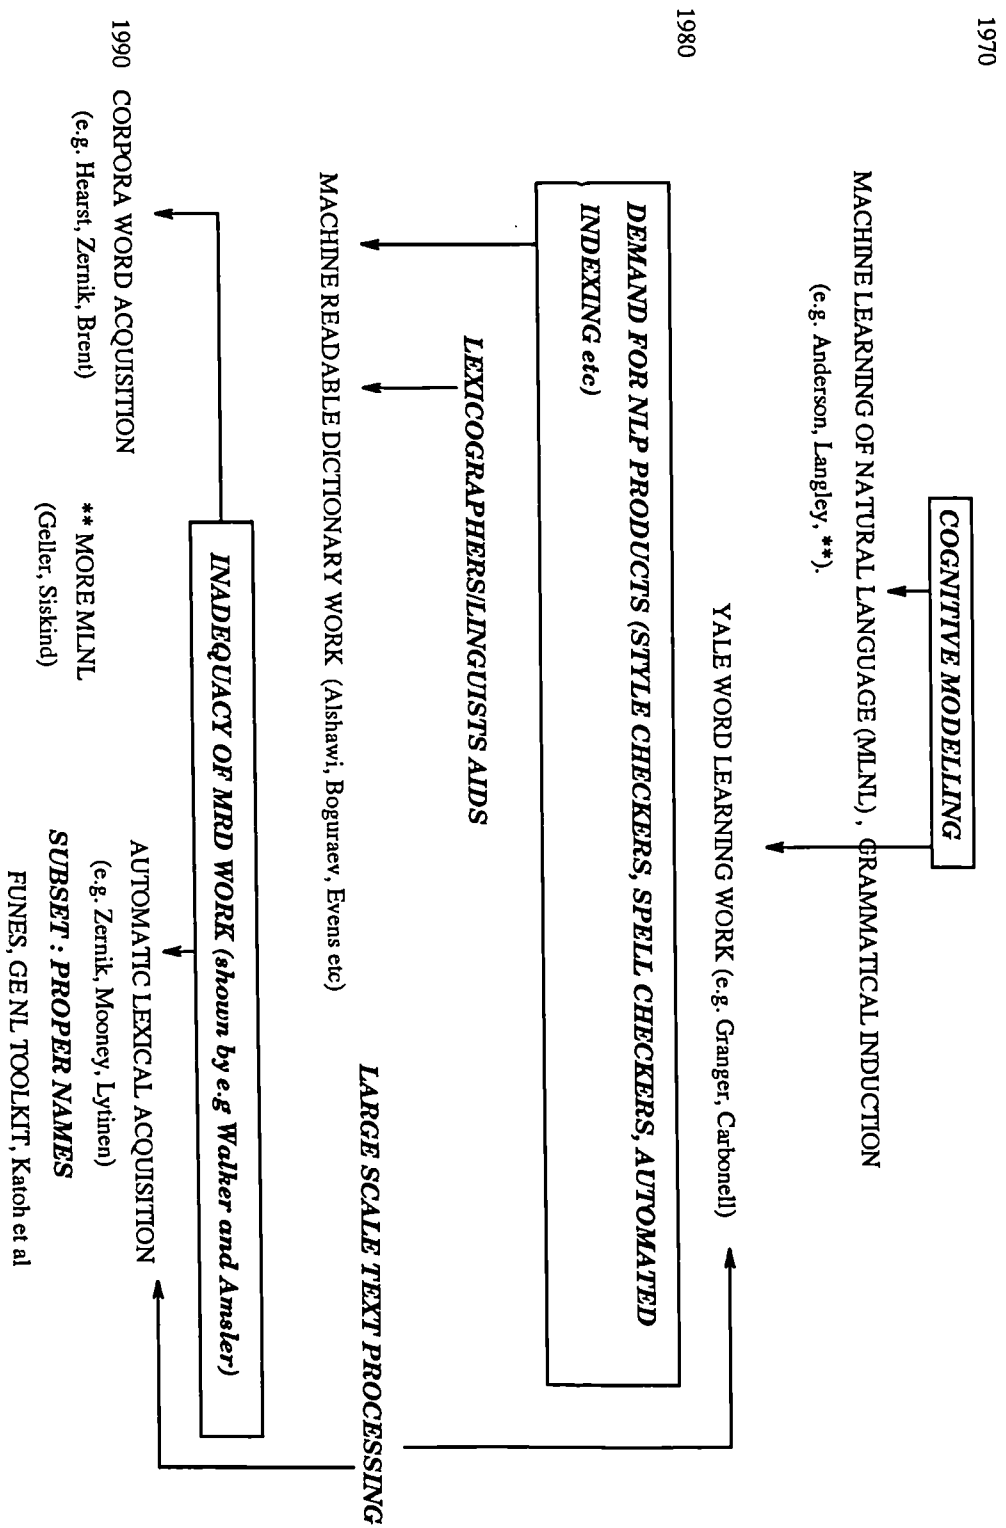 1970
COGNITIVE MODELLING
MACHINE LEARNING OF NATURAL LANGUAGE (MLNL) , GRAMMATICAL INDUCTION
(e.g. Anderson, Langley, **).
YALE WORD LEARNING WORK (e.g. Granger, Carbonell)
1980
DEMAND FOR NLP PRODUCTS (STYLE CHECKERS, SPELL CHECKERS, AUTOMATED
INDEXING etc)
LEXICOGRAPHERS/LINGUISTS AIDS
LARGE SCALE TEXT PROCESSING
MACHINE READABLE DICTIONARY WORK (Alshawi, Boguraev, Evens etc)
INADEQUACY OF MRD WORK (shown by e.g Walker and Amsler)
1990
CORPORA WORD ACQUISITION
(e.g. Hearst, Zernik, Brent)
** MORE MLNL
(Geller, Siskind)
AUTOMATIC LEXICAL ACQUISITION
(e.g. Zernik, Mooney, Lytinen)
SUBSET : PROPER NAMES
FUNES, GE NL TOOLKIT, Katoh et al